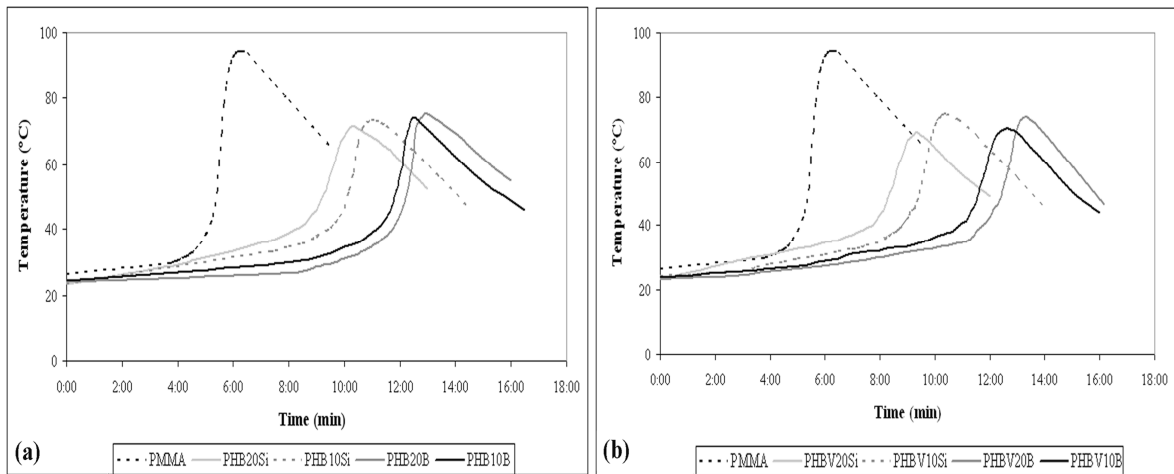 100
80
60
40
20
0
Temperature (°C)
0:00 2:00 4:00 6:00 8:00 10:00 12:00 14:00 16:00 18:00
Time (min)
(a)
PMMA PHB20Si PHB10Si PHB20B PHB10B
100
80
60
40
20
0
Temperature (°C)
0:00 2:00 4:00 6:00 8:00 10:00 12:00 14:00 16:00 18:00
Time (min)
(b)
PMMA PHBV20Si PHBV10Si PHBV20B PHBV10B